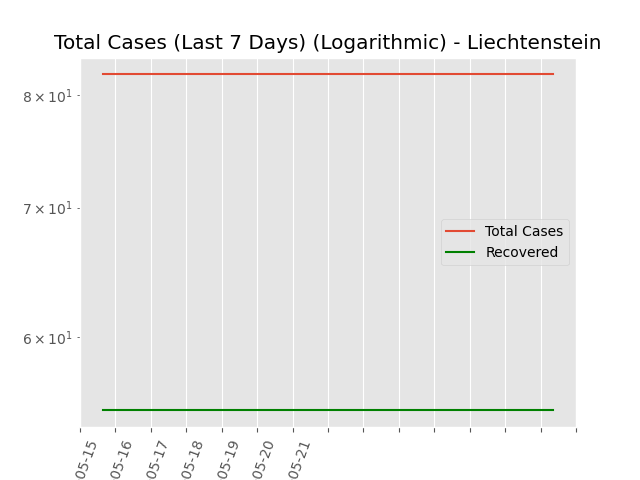 Total Cases (Last 7 Days) (Logarithmic) - Liechtenstein
8 × 10¹
7 × 10¹
6 × 10¹
Total Cases
Recovered
05-15
05-16
05-17
05-18
05-19
05-20
05-21